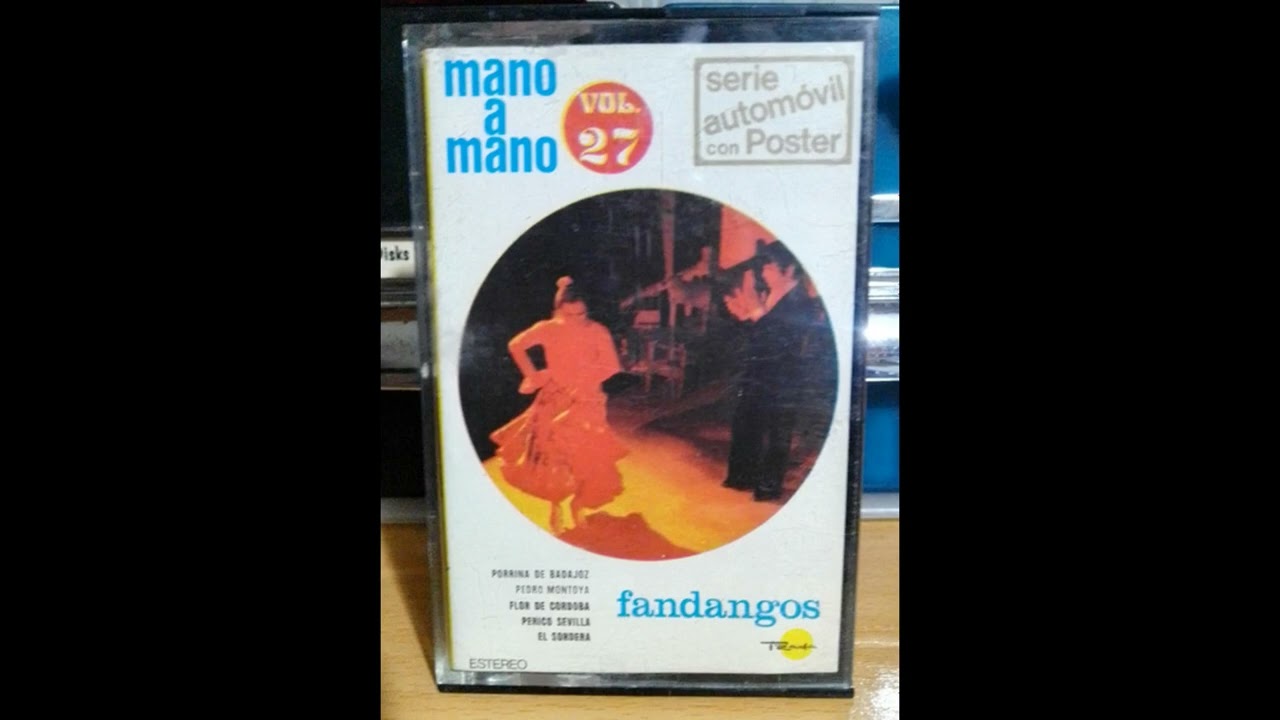 mano
a
mano
VOL.
27
serie
automóvil
con Poster
Disks
PORRINA DE BADAJOZ
PEDRO MONTOYA
FLOR DE CORDOBA
PERICO SEVILLA
EL SORDERA
fandangos
ESTEREO